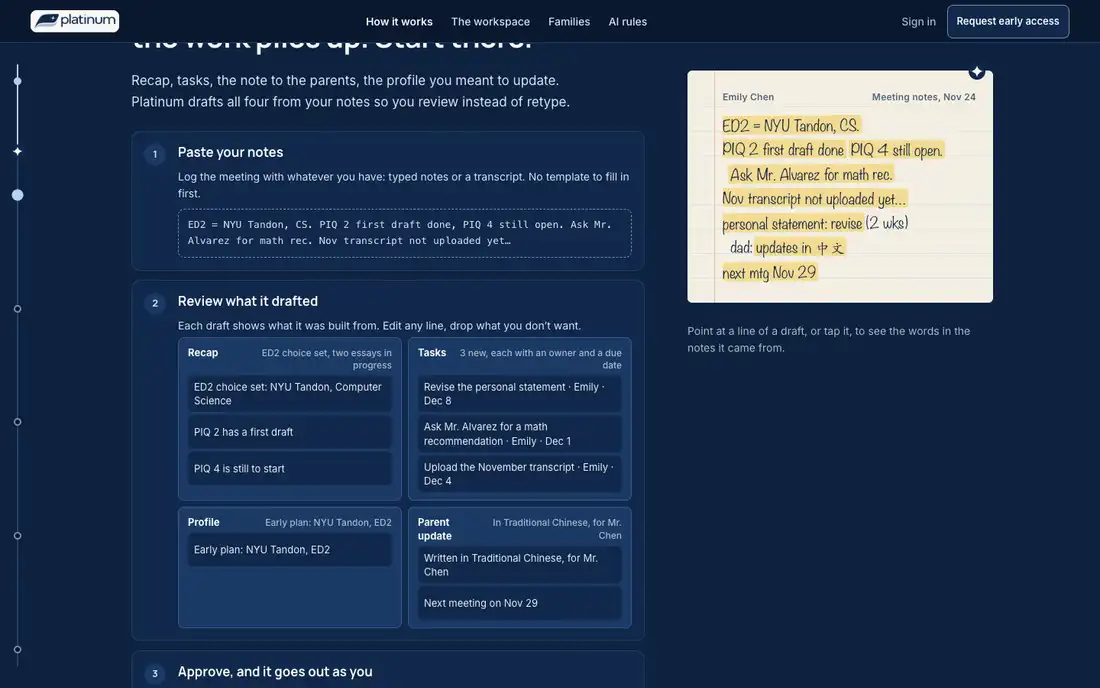 platinum
How it works
The workspace
Families
AI rules
Sign in
Request early access
the work piles up. Start there.
Recap, tasks, the note to the parents, the profile you meant to update.
Platinum drafts all four from your notes so you review instead of retype.
1
Paste your notes
Log the meeting with whatever you have: typed notes or a transcript. No template to fill in
first.
ED2 = NYU Tandon, CS. PIQ 2 first draft done, PIQ 4 still open. Ask Mr.
Alvarez for math rec. Nov transcript not uploaded yet…
2
Review what it drafted
Each draft shows what it was built from. Edit any line, drop what you don't want.
Recap
ED2 choice set, two essays in
progress
ED2 choice set: NYU Tandon, Computer
Science
PIQ 2 has a first draft
PIQ 4 is still to start
Tasks
3 new, each with an owner and a due
date
Revise the personal statement · Emily ·
Dec 8
Ask Mr. Alvarez for a math
recommendation · Emily · Dec 1
Upload the November transcript · Emily ·
Dec 4
Profile
Early plan: NYU Tandon, ED2
Early plan: NYU Tandon, ED2
Parent
update
In Traditional Chinese, for Mr.
Chen
Written in Traditional Chinese, for Mr.
Chen
Next meeting on Nov 29
3
Approve, and it goes out as you
Emily Chen
Meeting notes, Nov 24
ED2 = NYU Tandon, CS.
PIQ 2 first draft done PIQ 4 still open.
Ask Mr. Alvarez for math rec.
Nov transcript not uploaded yet…
personal statement: revise (2 wks)
dad: updates in 中文
next mtg Nov 29
Point at a line of a draft, or tap it, to see the words in the
notes it came from.